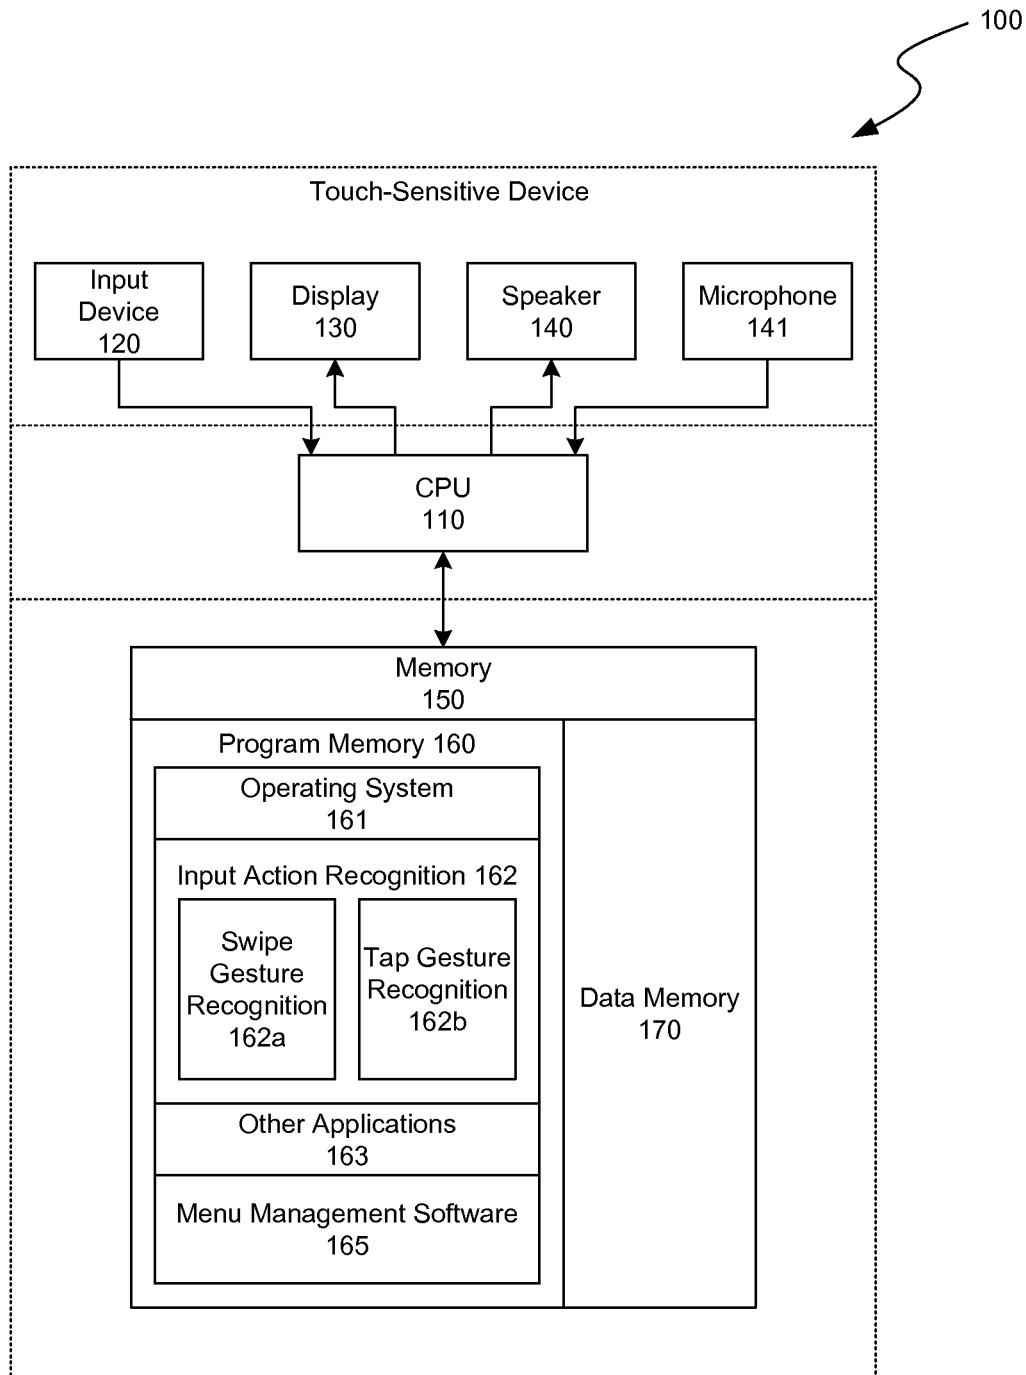 100
Touch-Sensitive Device
Input
Device
120
Display
130
Speaker
140
Microphone
141
CPU
110
Memory
150
Program Memory 160
Operating System
161
Input Action Recognition 162
Swipe
Gesture
Recognition
162a
Tap Gesture
Recognition
162b
Other Applications
163
Menu Management Software
165
Data Memory
170